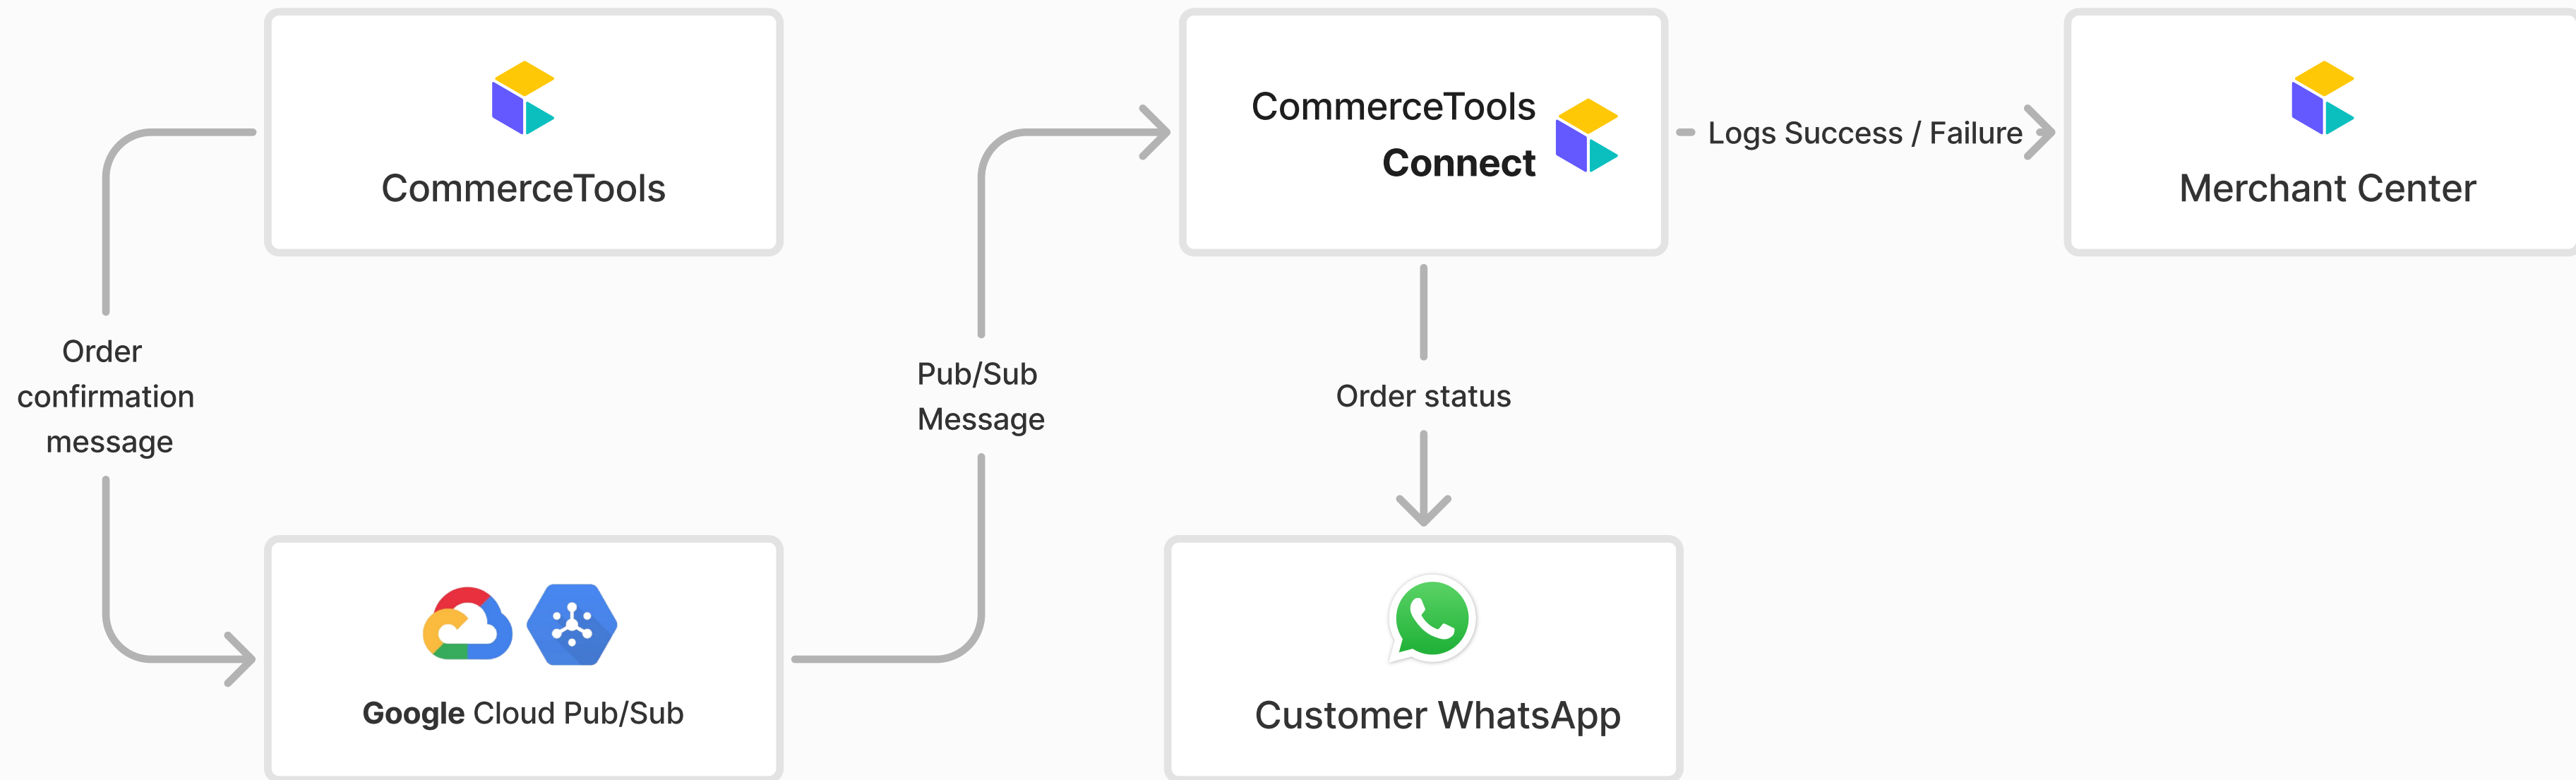 CommerceTools
Order
confirmation
message
Google Cloud Pub/Sub
Pub/Sub
Message
CommerceTools
Connect
Order status
Customer WhatsApp
Logs Success / Failure
Merchant Center